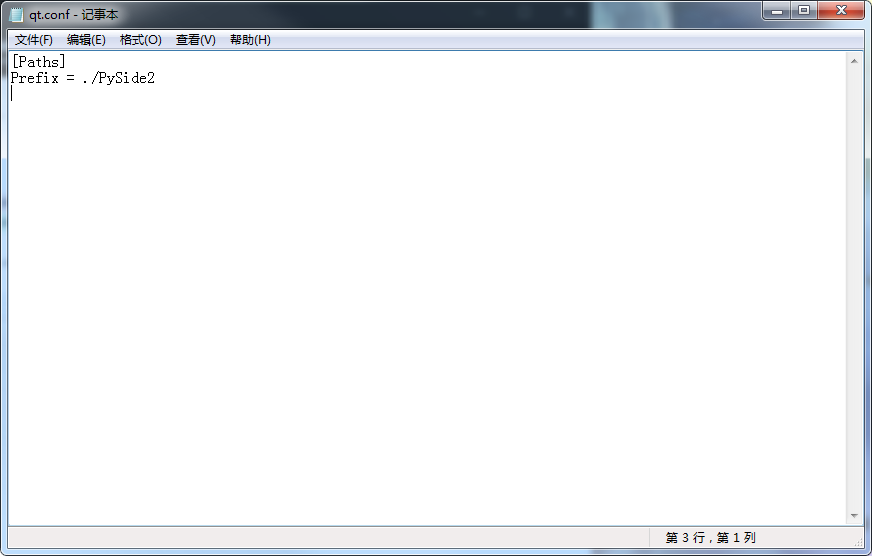 qt.conf - 记事本
文件(F) 编辑(E) 格式(O) 查看(V) 帮助(H)
[Paths]
Prefix = ./PySide2
第 3 行，第 1 列